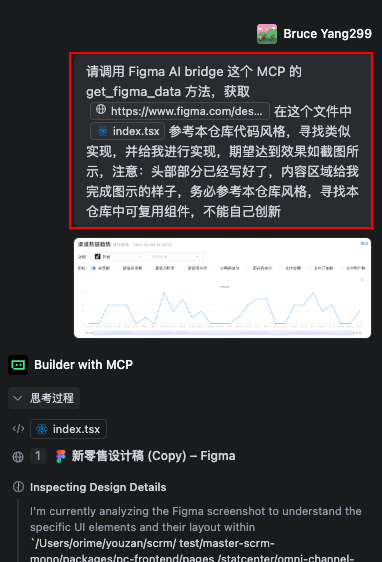 Bruce Yang299
请调用 Figma AI bridge 这个 MCP 的
get_figma_data 方法，获取
https://www.figma.com/des... 在这个文件中
index.tsx 参考本仓库代码风格，寻找类似
实现，并给我进行实现，期望达到效果如截图所
示，注意：头部部分已经写好了，内容区域给我
完成图示的样子，务必参考本仓库风格，寻找本
仓库中可复用组件，不能自己创新
渠道数据趋势
Builder with MCP
思考过程
index.tsx
1 新零售设计稿 (Copy) – Figma
Inspecting Design Details
I'm currently analyzing the Figma screenshot to understand the
specific UI elements and their layout within
`/Users/orime/youzan/scrm/ test/master-scrm-
mono/packages/pc-frontend/pages /statcenter/omni-channel-